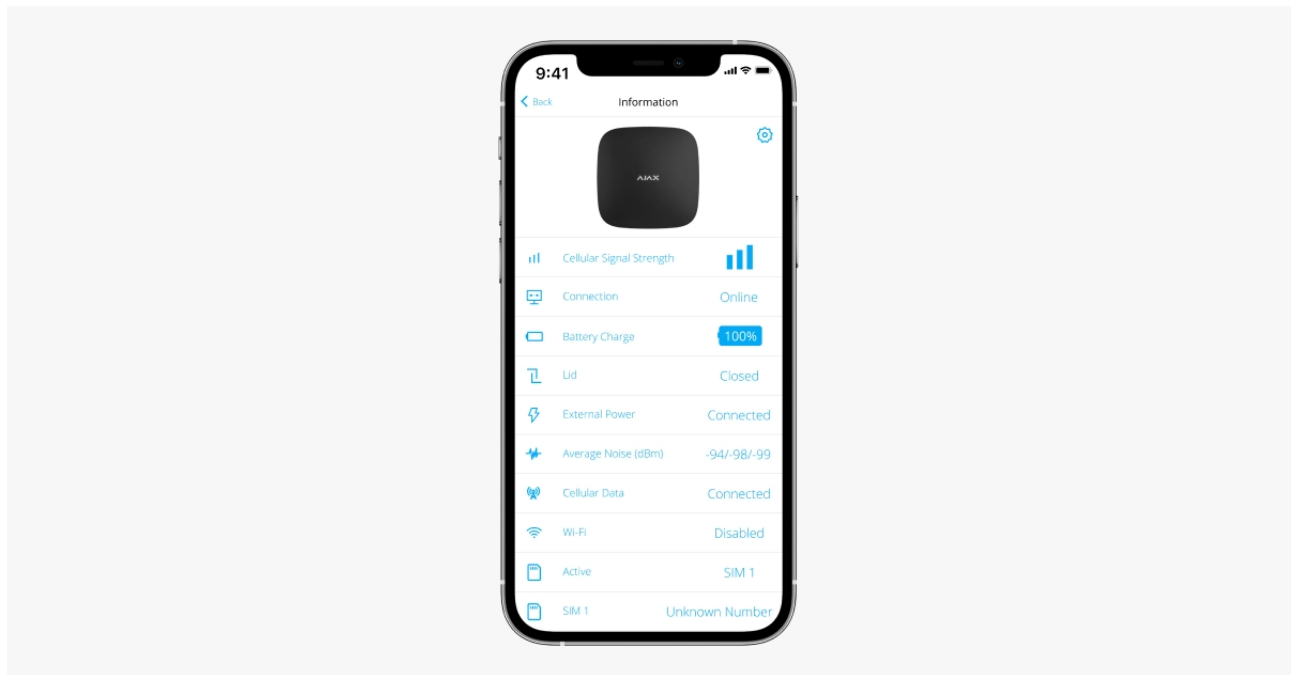 9:41
Back
Information
AJAX
Cellular Signal Strength
Connection Online
Battery Charge 100%
Lid Closed
External Power Connected
Average Noise (dBm) -94/-98/-99
Cellular Data Connected
Wi-Fi Disabled
Active SIM 1
SIM 1 Unknown Number